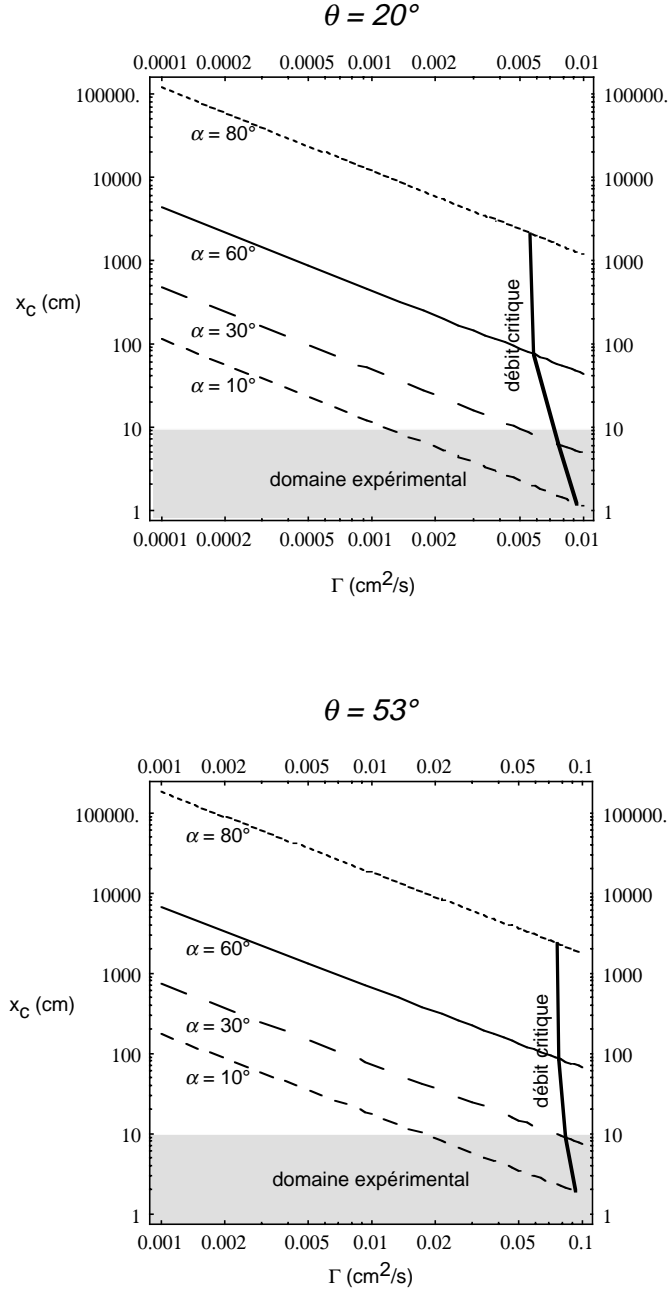 θ = 20°
0.0001 0.0002 0.0005 0.001 0.002 0.005 0.01
100000. 100000.
α = 80°
10000 10000
α = 60°
1000 1000
x_c (cm)
débit critique
α = 30°
100 100
α = 10°
10 10
domaine expérimental
1 1
0.0001 0.0002 0.0005 0.001 0.002 0.005 0.01
Γ (cm²/s)
θ = 53°
0.001 0.002 0.005 0.01 0.02 0.05 0.1
100000. 100000.
α = 80°
10000 10000
α = 60°
1000 1000
x_c (cm)
débit critique
α = 30°
α = 10°
100 100
10 10
domaine expérimental
1 1
0.001 0.002 0.005 0.01 0.02 0.05 0.1
Γ (cm²/s)